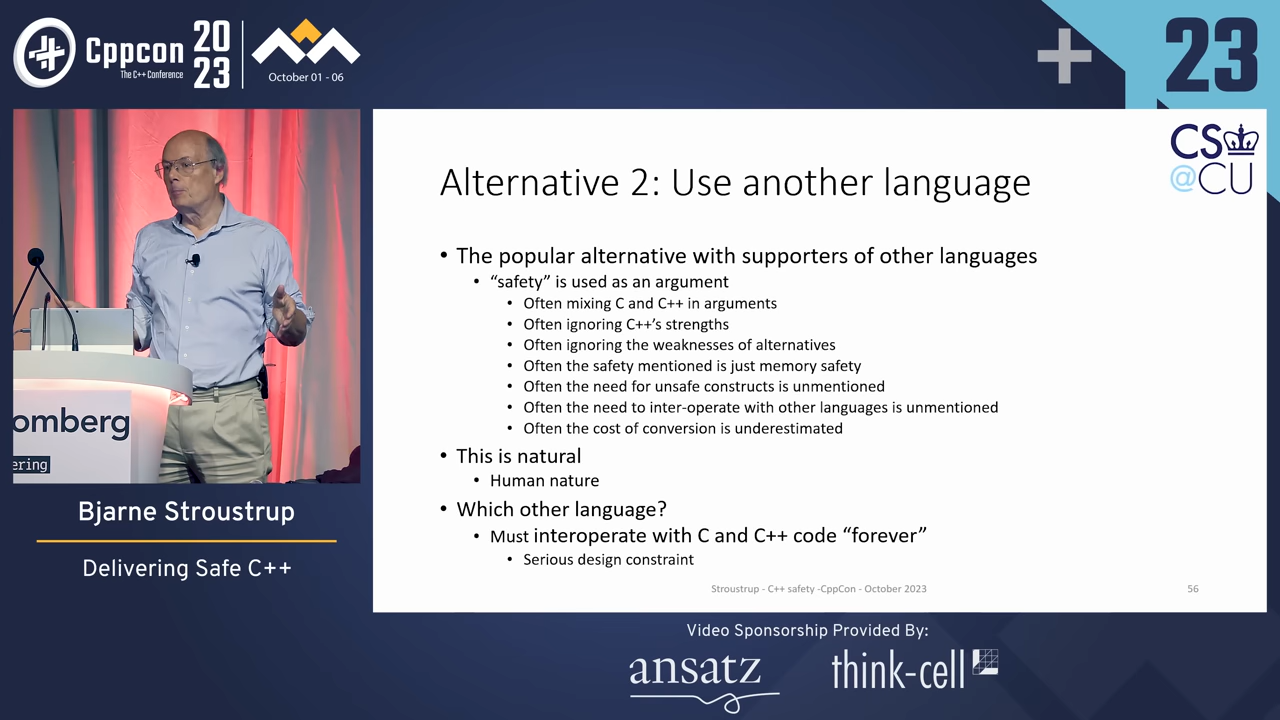 Cppcon
The C++ Conference
20
23
October 01 - 06
23
CS
@CU
Alternative 2: Use another language
• The popular alternative with supporters of other languages
• “safety” is used as an argument
• Often mixing C and C++ in arguments
• Often ignoring C++’s strengths
• Often ignoring the weaknesses of alternatives
• Often the safety mentioned is just memory safety
• Often the need for unsafe constructs is unmentioned
• Often the need to inter-operate with other languages is unmentioned
• Often the cost of conversion is underestimated
• This is natural
• Human nature
• Which other language?
• Must interoperate with C and C++ code “forever”
• Serious design constraint
Stroustrup - C++ safety -CppCon - October 2023
56
omberg
ering
Bjarne Stroustrup
Delivering Safe C++
Video Sponsorship Provided By:
ansatz
think-cell